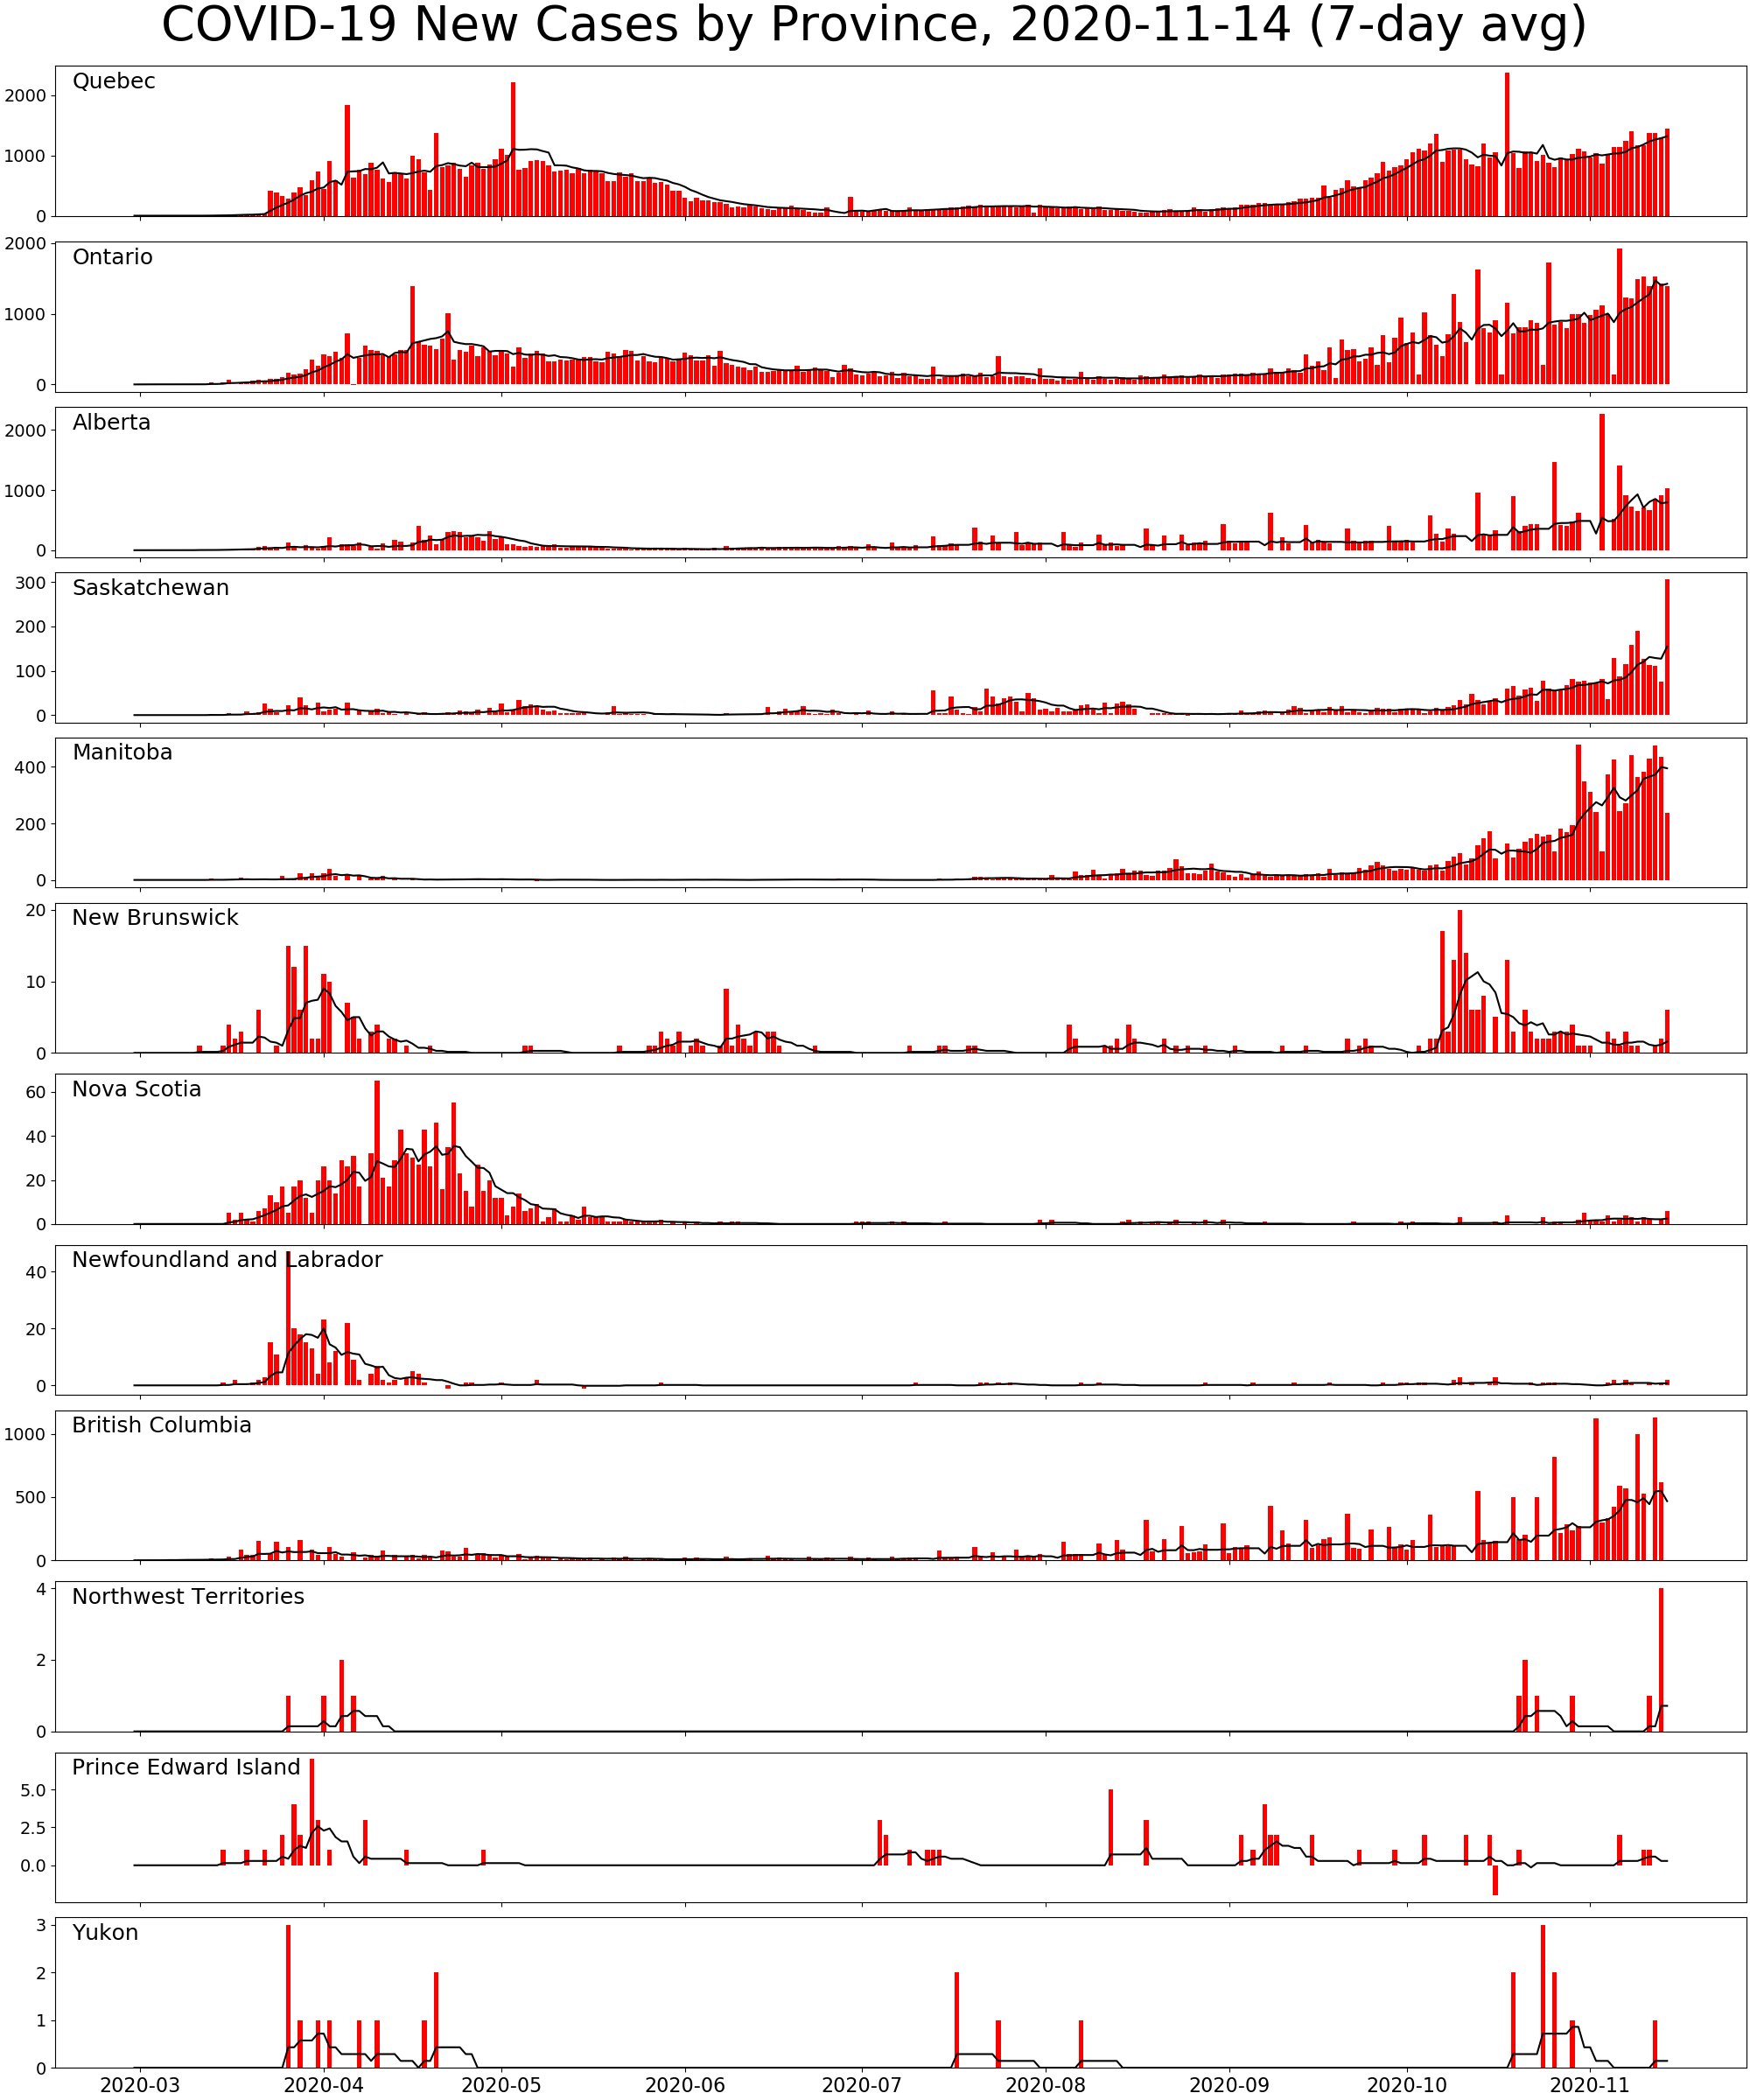 COVID-19 New Cases by Province, 2020-11-14 (7-day avg)
Quebec
2000
1000
0
Ontario
2000
1000
0
Alberta
2000
1000
0
Saskatchewan
300
200
100
0
Manitoba
400
200
0
New Brunswick
20
10
0
Nova Scotia
60
40
20
0
Newfoundland and Labrador
40
20
0
British Columbia
1000
500
0
Northwest Territories
4
2
0
Prince Edward Island
5.0
2.5
0.0
Yukon
3
2
1
0
2020-03 2020-04 2020-05 2020-06 2020-07 2020-08 2020-09 2020-10 2020-11